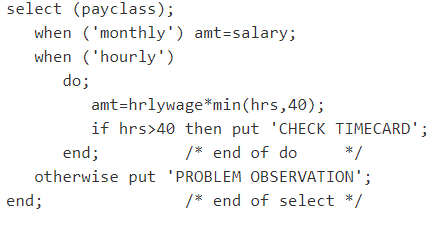 select (payclass);
   when ('monthly') amt=salary;
   when ('hourly')
      do;
         amt=hrlywage*min(hrs,40);
         if hrs>40 then put 'CHECK TIMECARD';
      end;         /* end of do     */
   otherwise put 'PROBLEM OBSERVATION';
end;               /* end of select */